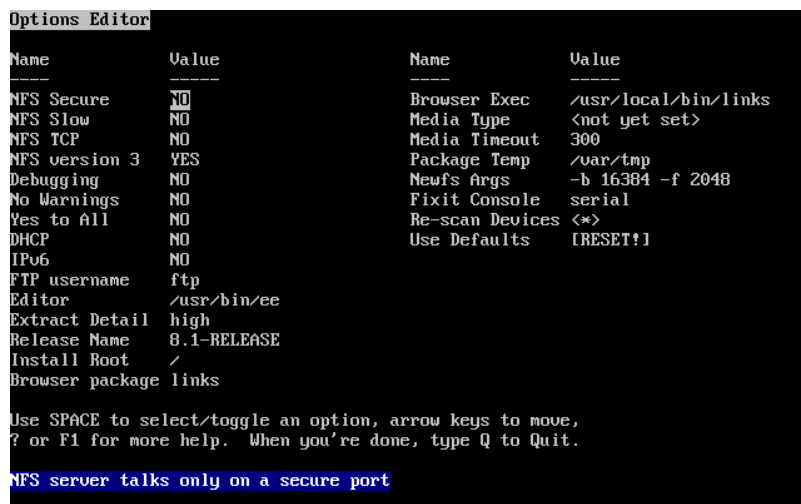 Options Editor
Name Value Name Value
---- ----- ---- -----
NFS Secure NO Browser Exec /usr/local/bin/links
NFS Slow NO Media Type <not yet set>
NFS TCP NO Media Timeout 300
NFS version 3 YES Package Temp /var/tmp
Debugging NO Newfs Args -b 16384 -f 2048
No Warnings NO Fixit Console serial
Yes to All NO Re-scan Devices <*>
DHCP NO Use Defaults [RESET!]
IPv6 NO
FTP username ftp
Editor /usr/bin/ee
Extract Detail high
Release Name 8.1-RELEASE
Install Root /
Browser package links
Use SPACE to select/toggle an option, arrow keys to move,
? or F1 for more help. When you're done, type Q to Quit.
NFS server talks only on a secure port